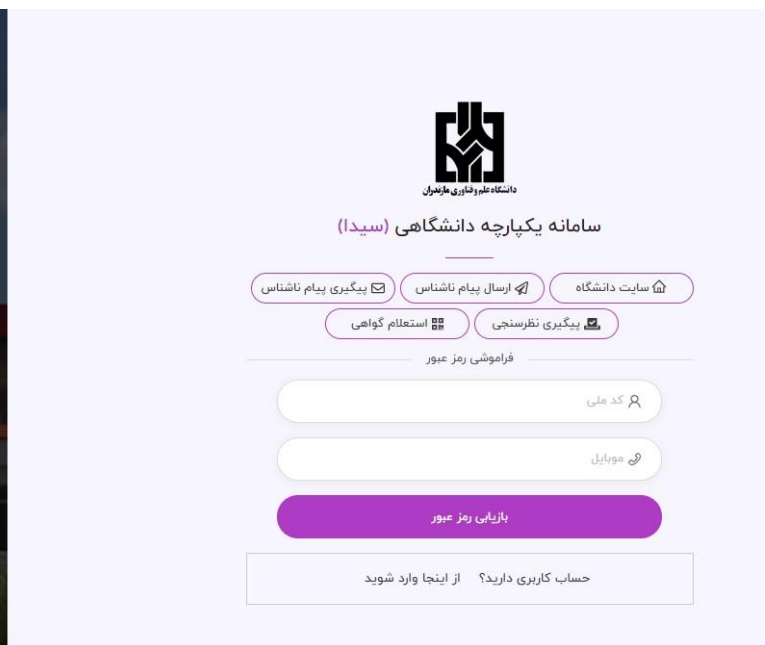 دانشگاه علم و فناوری مازندران
سامانه یکپارچه دانشگاهی (سیدا)
سایت دانشگاه ارسال پیام ناشناس پیگیری پیام ناشناس
پیگیری نظرسنجی استعلام گواهی
فراموشی رمز عبور
کد ملی
موبایل
بازیابی رمز عبور
حساب کاربری دارید؟ از اینجا وارد شوید